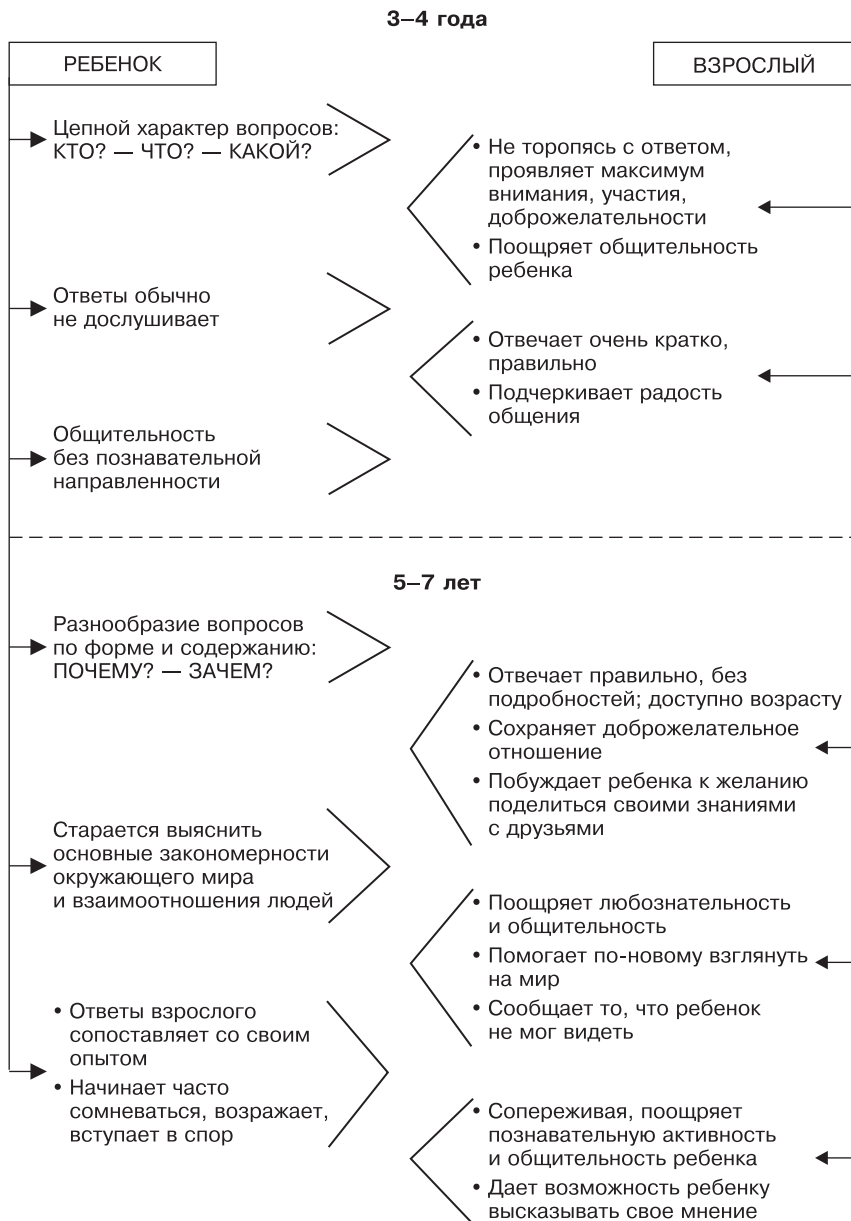 3–4 года
РЕБЕНОК
ВЗРОСЛЫЙ
Цепной характер вопросов:
КТО? — ЧТО? — КАКОЙ?
• Не торопясь с ответом,
проявляет максимум
внимания, участия,
доброжелательности
• Поощряет общительность
ребенка
Ответы обычно
не дослушивает
• Отвечает очень кратко,
правильно
• Подчеркивает радость
общения
Общительность
без познавательной
направленности
5–7 лет
Разнообразие вопросов
по форме и содержанию:
ПОЧЕМУ? — ЗАЧЕМ?
• Отвечает правильно, без
подробностей; доступно возрасту
• Сохраняет доброжелательное
отношение
• Побуждает ребенка к желанию
поделиться своими знаниями
с друзьями
Старается выяснить
основные закономерности
окружающего мира
и взаимоотношения людей
• Поощряет любознательность
и общительность
• Помогает по-новому взглянуть
на мир
• Сообщает то, что ребенок
не мог видеть
• Ответы взрослого
сопоставляет со своим
опытом
• Начинает часто
сомневаться, возражает,
вступает в спор
• Сопереживая, поощряет
познавательную активность
и общительность ребенка
• Дает возможность ребенку
высказывать свое мнение